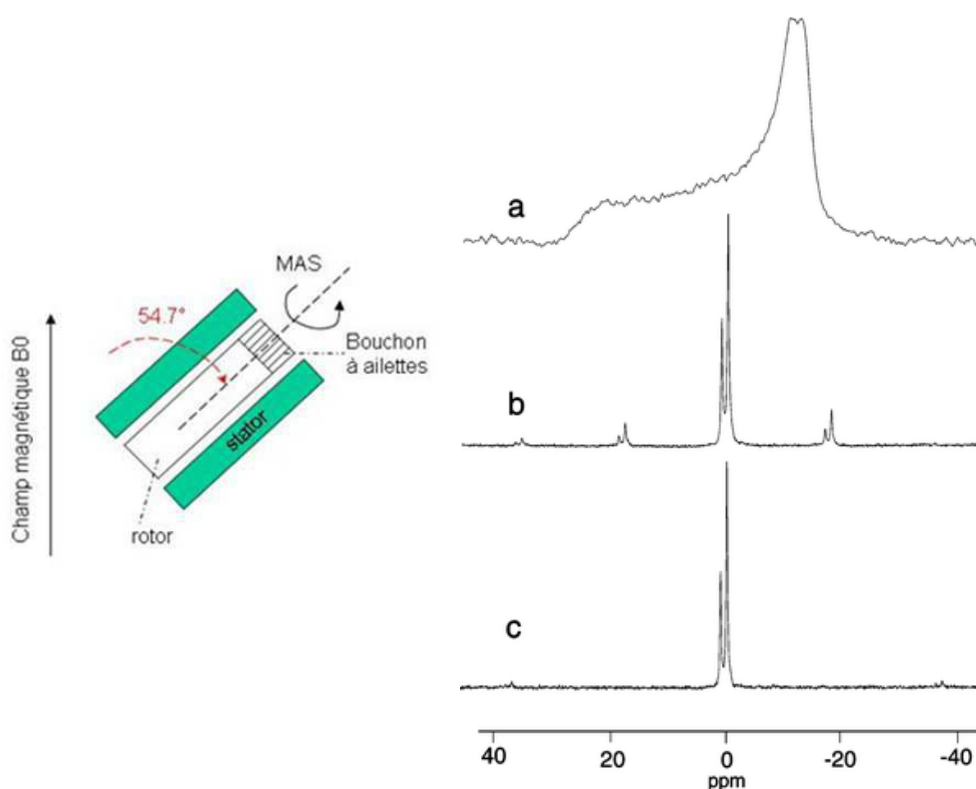 Champ magnétique B0
54.7°
MAS
Bouchon
à ailettes
stator
rotor
a
b
c
40 20 0 -20 -40
ppm